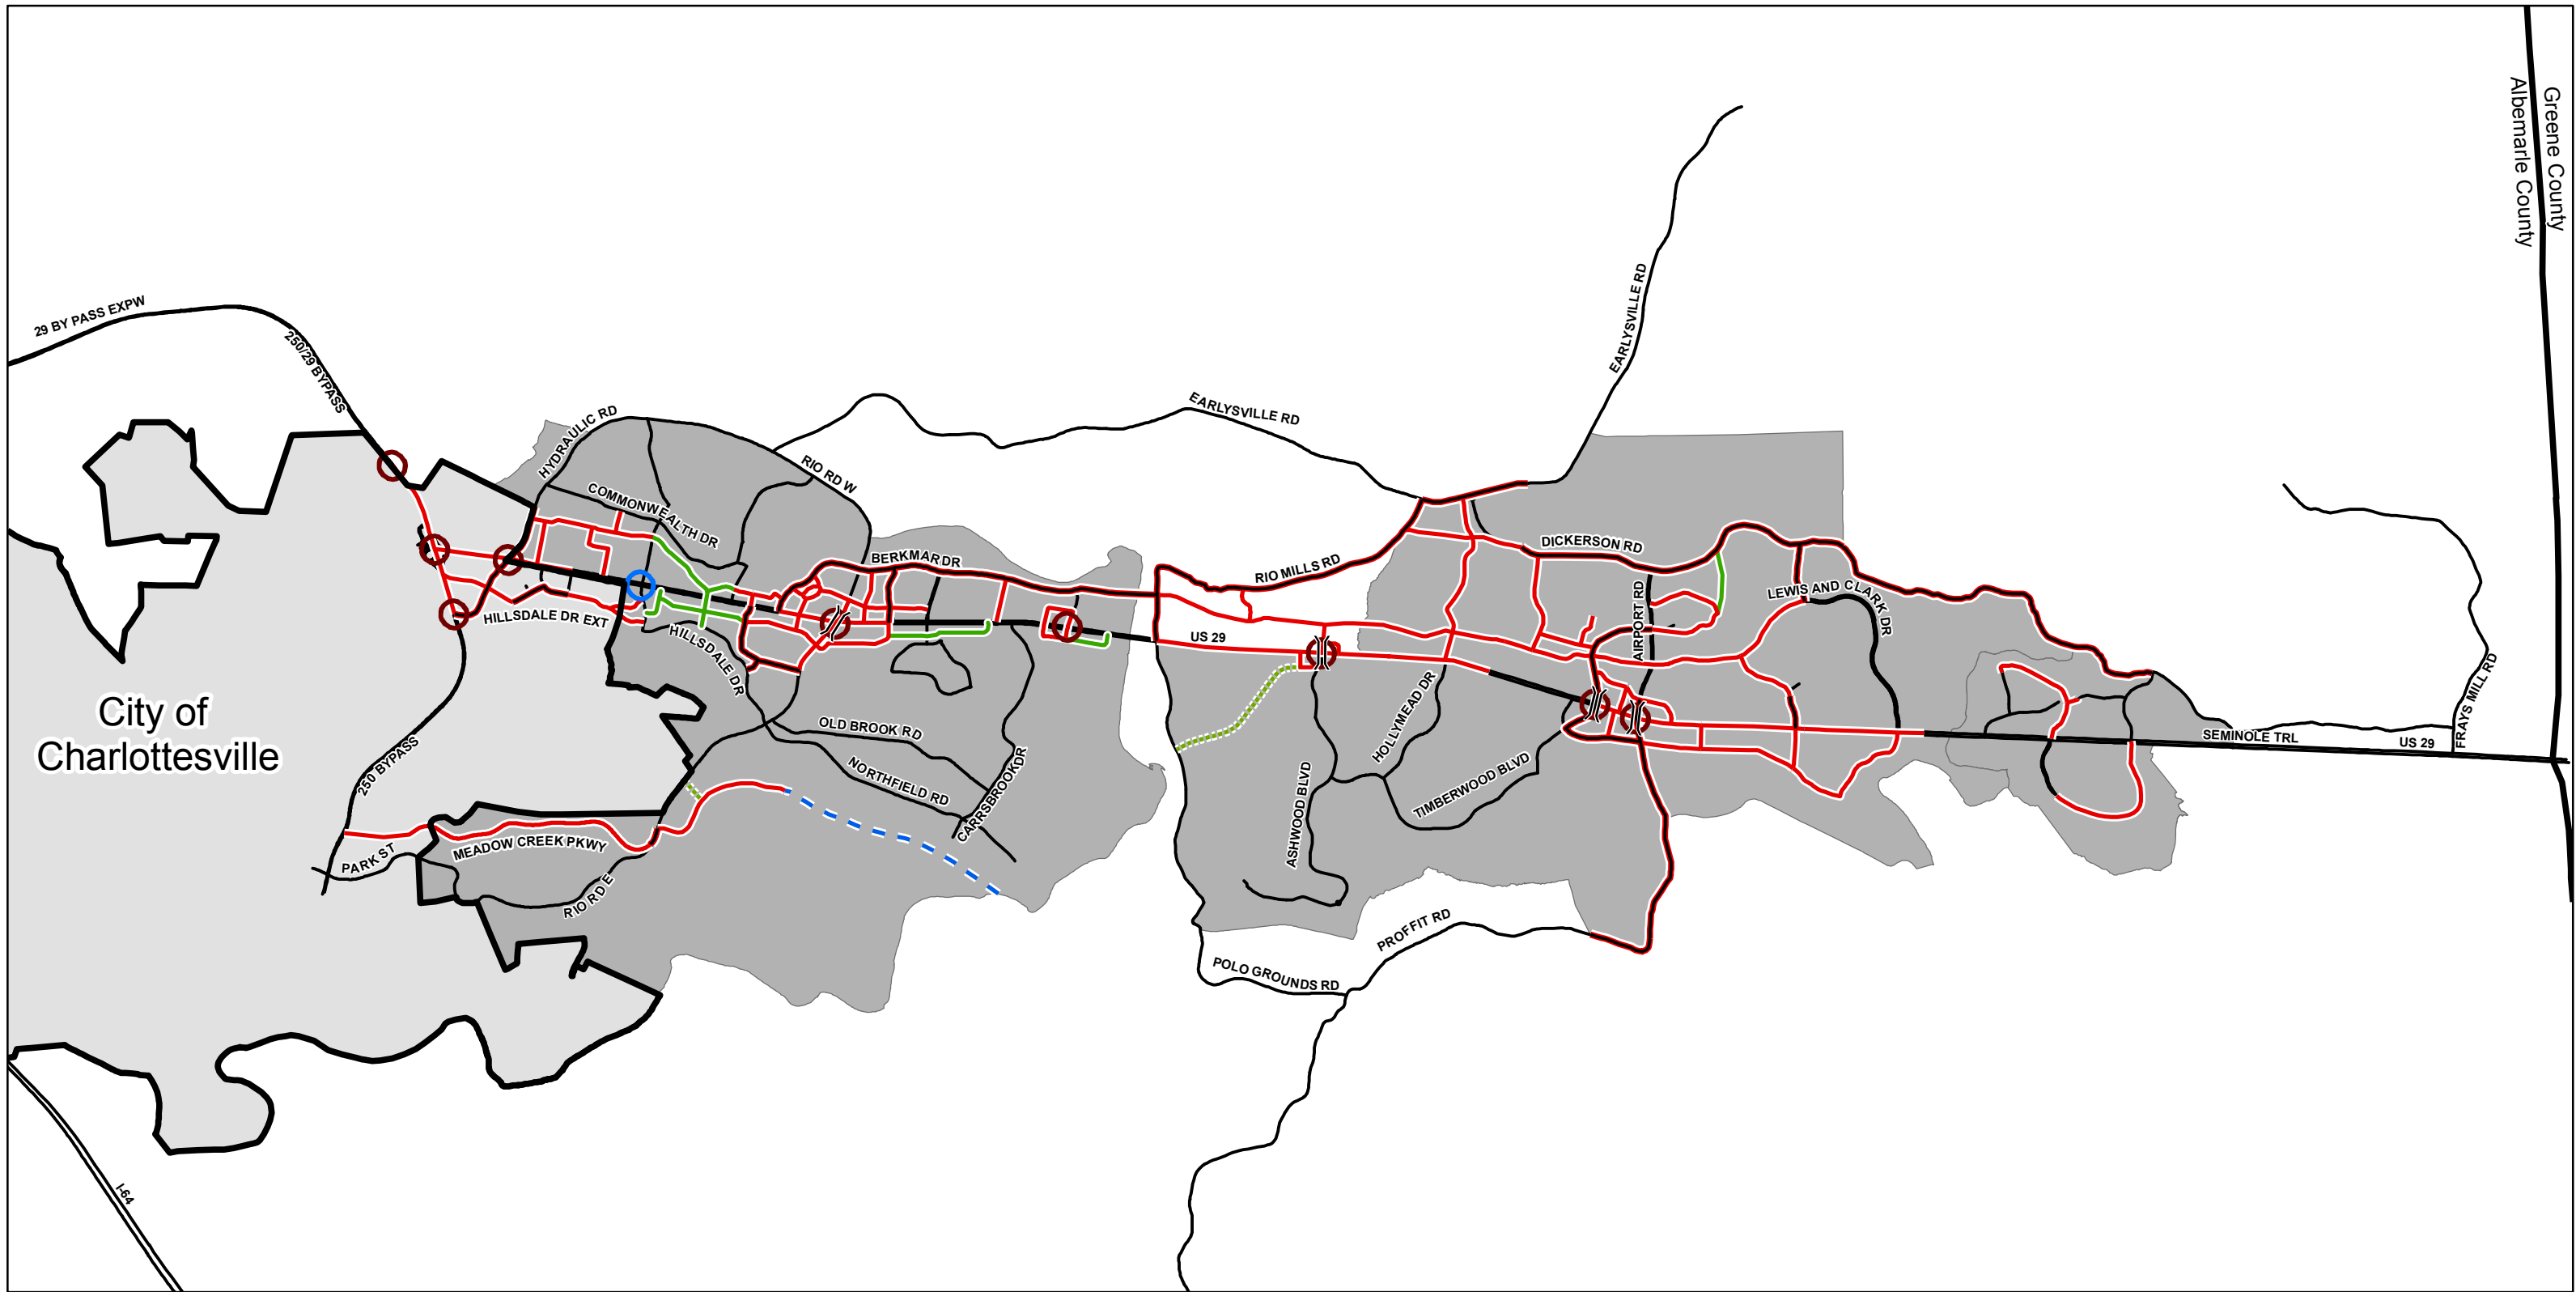 Greene County
Albemarle County
29 BY PASS EXPW
250/29 BYPASS
EARLYSVILLE RD
EARLYSVILLE RD
HYDRAULIC RD
RIO RD W
COMMONWEALTH DR
BERKMAR DR
RIO MILLS RD
DICKERSON RD
AIRPORT RD
LEWIS AND CLARK DR
HILLSDALE DR EXT
HILLSDALE DR
US 29
HOLLYMEAD DR
FRAYS MILL RD
City of
Charlottesville
OLD BROOK RD
SEMINOLE TRL
US 29
250 BYPASS
NORTHFIELD RD
CARRSBROOK DR
ASHWOOD BLVD
TIMBERWOOD BLVD
MEADOW CREEK PKWY
PARK ST
RIO RD E
PROFFIT RD
POLO GROUNDS RD
I-64